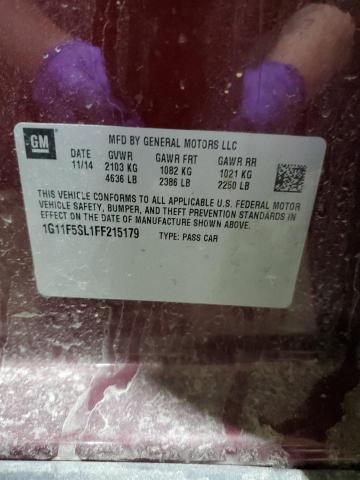 GM
MFD BY GENERAL MOTORS LLC
11/14 GVWR GAWR FRT GAWR RR
2103 KG 1082 KG 1021 KG
4636 LB 2386 LB 2250 LB
THIS VEHICLE CONFORMS TO ALL APPLICABLE U.S. FEDERAL MOTOR
VEHICLE SAFETY, BUMPER, AND THEFT PREVENTION STANDARDS IN
EFFECT ON THE DATE OF MANUFACTURE SHOWN ABOVE.
1G11F5SL1FF215179 TYPE: PASS CAR